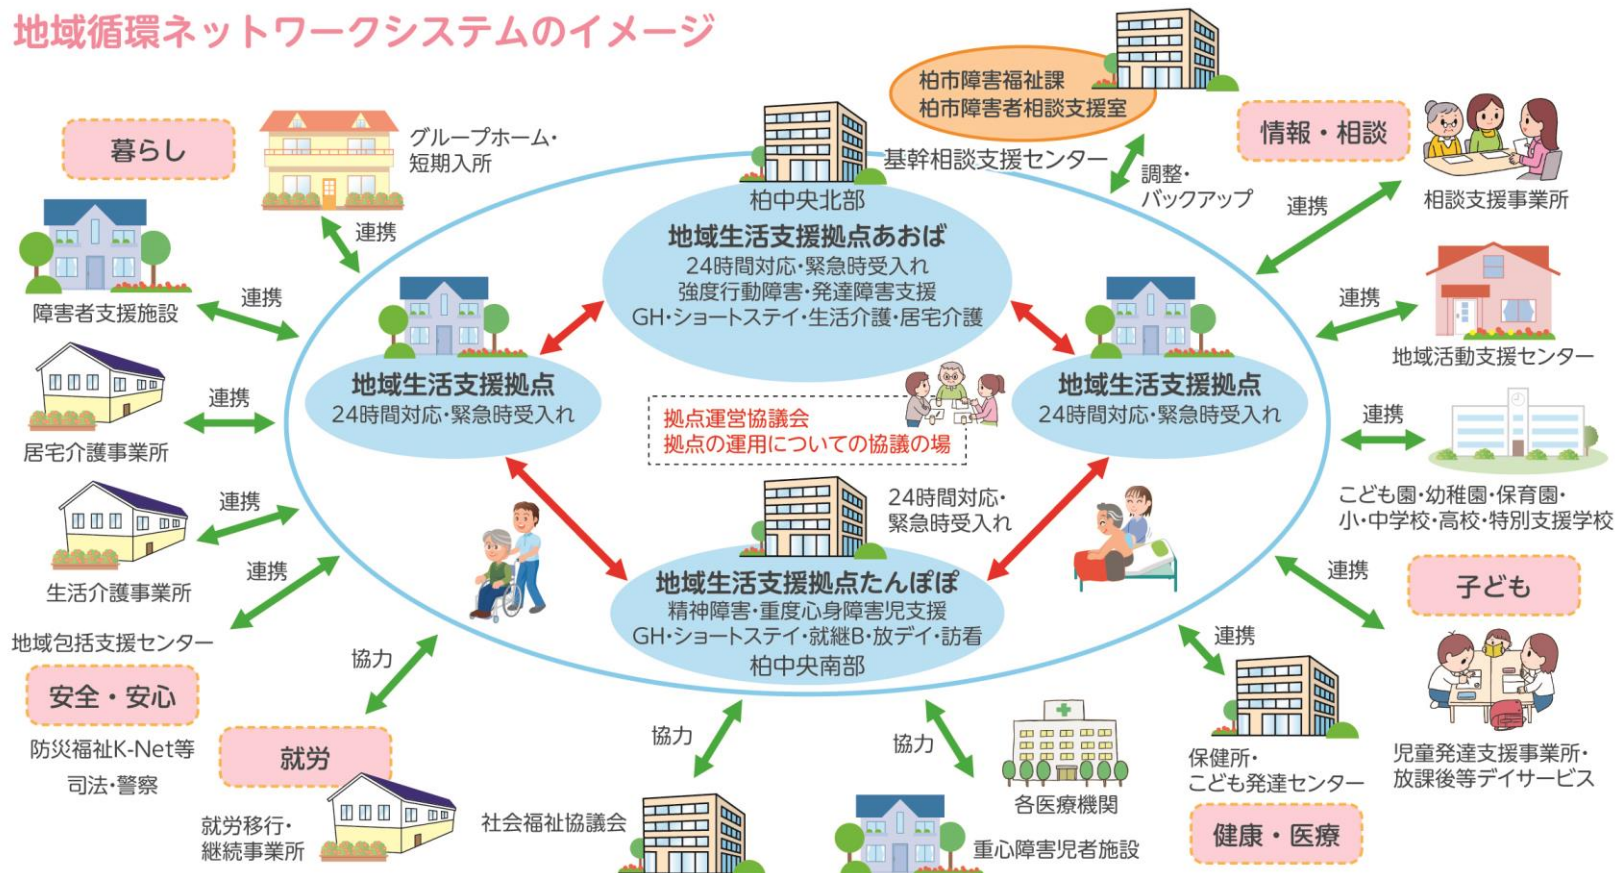 地域循環ネットワークシステムのイメージ
柏市障害福祉課
柏市障害者相談支援室
基幹相談支援センター
調整・
バックアップ
暮らし
グループホーム・
短期入所
連携
障害者支援施設
連携
居宅介護事業所
連携
生活介護事業所
連携
連携
地域包括支援センター
安全・安心
防災福祉K-Net等
司法・警察
協力
就労
就労移行・
継続事業所
柏中央北部
地域生活支援拠点あおば
24時間対応・緊急時受入れ
強度行動障害・発達障害支援
GH・ショートステイ・生活介護・居宅介護
地域生活支援拠点
24時間対応・緊急時受入れ
拠点運営協議会
拠点の運用についての協議の場
地域生活支援拠点
24時間対応・緊急時受入れ
24時間対応・
緊急時受入れ
地域生活支援拠点たんぽぽ
精神障害・重度心身障害児支援
GH・ショートステイ・就継B・放デイ・訪看
柏中央南部
情報・相談
連携
相談支援事業所
連携
地域活動支援センター
連携
こども園・幼稚園・保育園・
小・中学校・高校・特別支援学校
連携
子ども
児童発達支援事業所・
放課後等デイサービス
連携
保健所・
こども発達センター
健康・医療
協力
社会福祉協議会
協力
各医療機関
重心障害児者施設